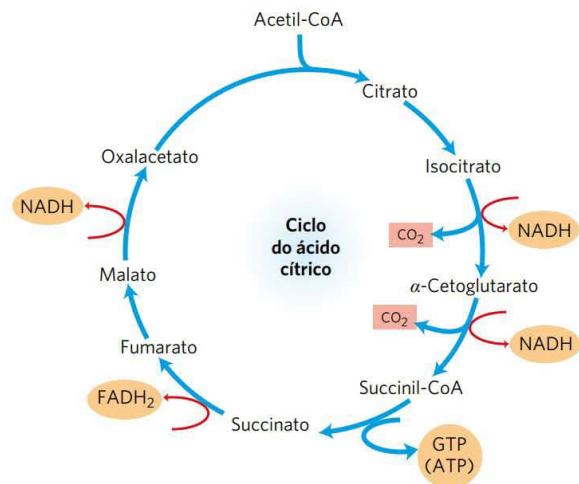 Acetil-CoA
Citrato
Isocitrato
CO₂
NADH
α-Cetoglutarato
CO₂
NADH
Succinil-CoA
GTP
(ATP)
Succinato
FADH₂
Fumarato
Malato
NADH
Oxalacetato
Ciclo
do ácido
cítrico